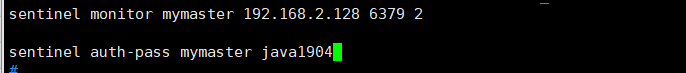 sentinel monitor mymaster 192.168.2.128 6379 2
sentinel auth-pass mymaster java1904
#